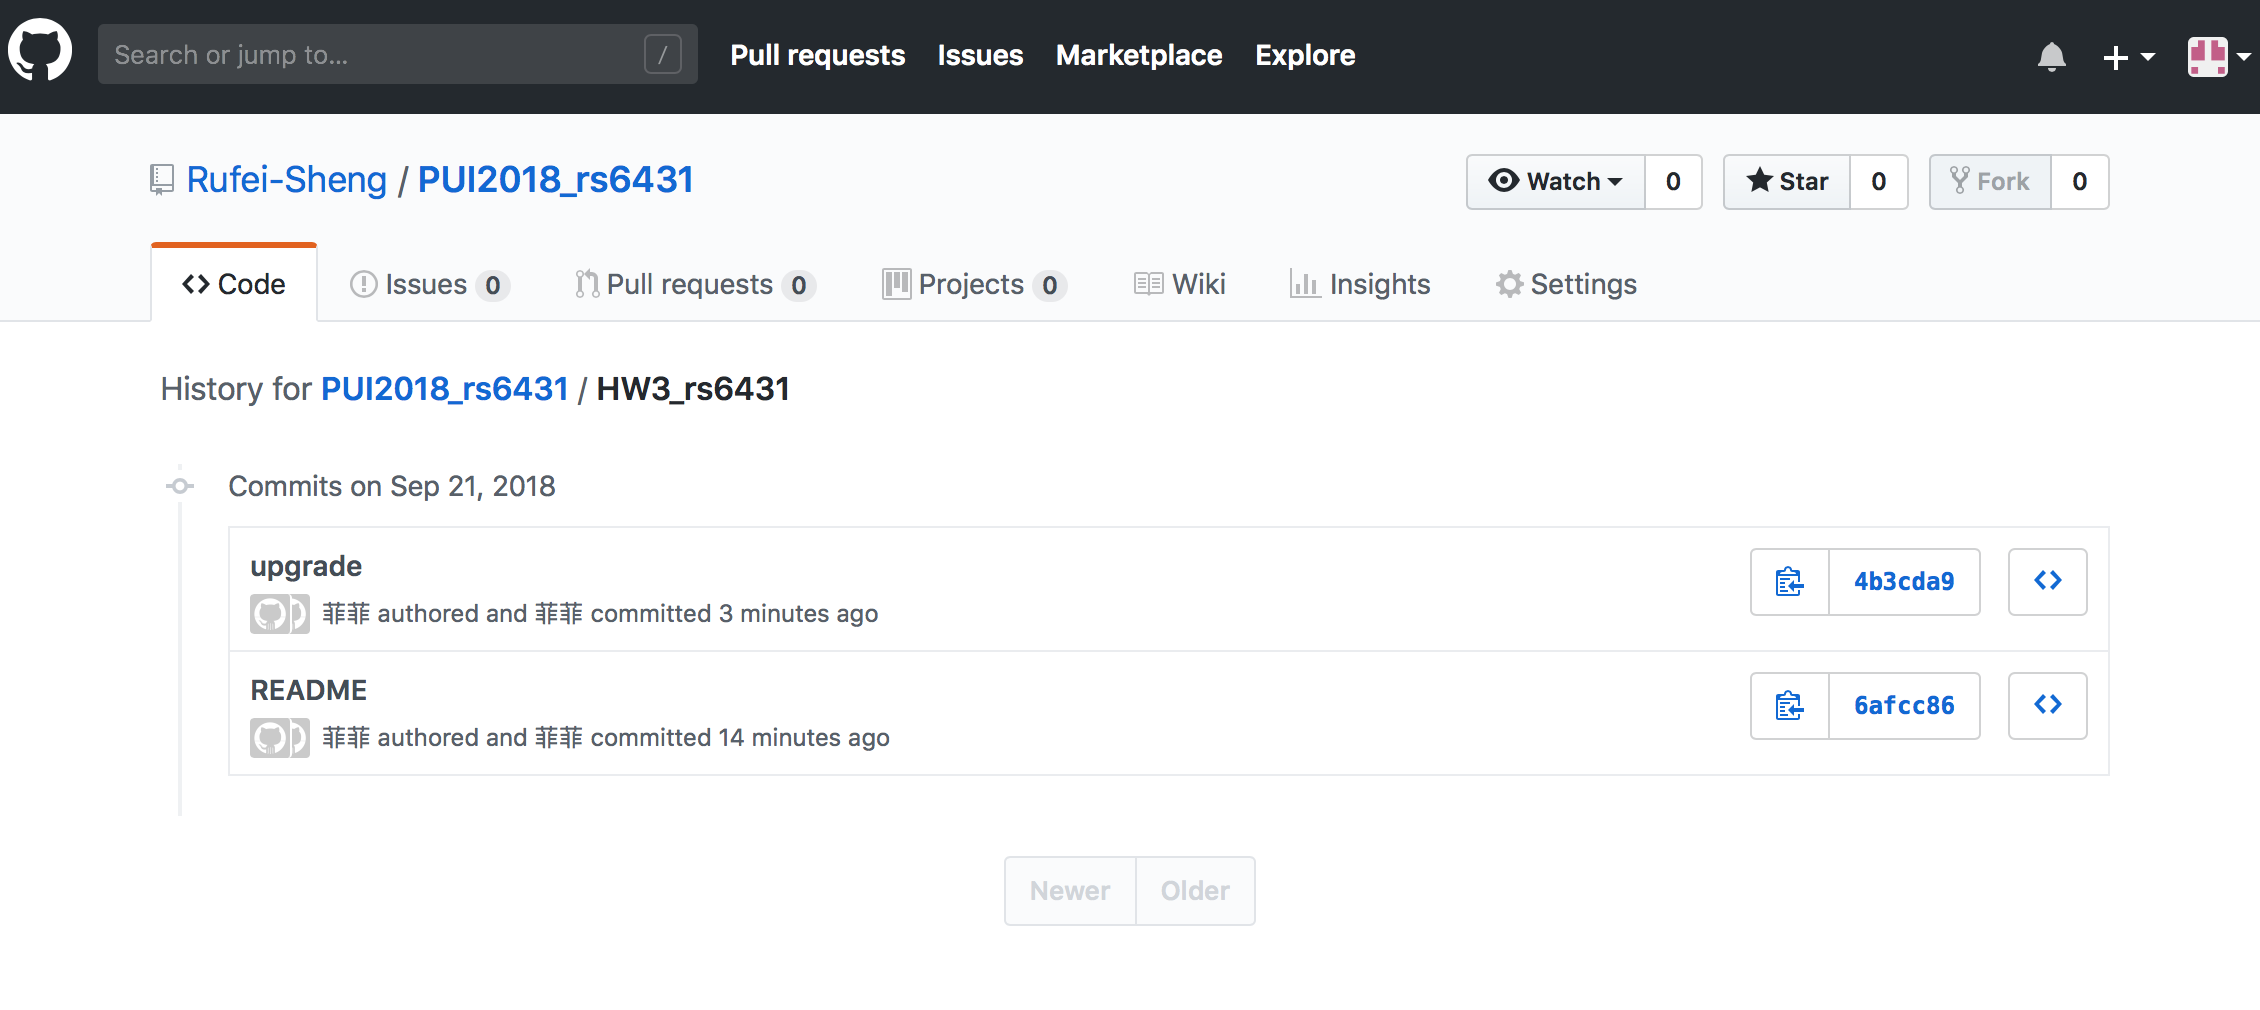 Search or jump to... / Pull requests Issues Marketplace Explore
Rufei-Sheng / PUI2018_rs6431 Watch 0 Star 0 Fork 0
Code Issues 0 Pull requests 0 Projects 0 Wiki Insights Settings
History for PUI2018_rs6431 / HW3_rs6431
Commits on Sep 21, 2018
upgrade
菲菲 authored and 菲菲 committed 3 minutes ago 4b3cda9
README
菲菲 authored and 菲菲 committed 14 minutes ago 6afcc86
Newer Older